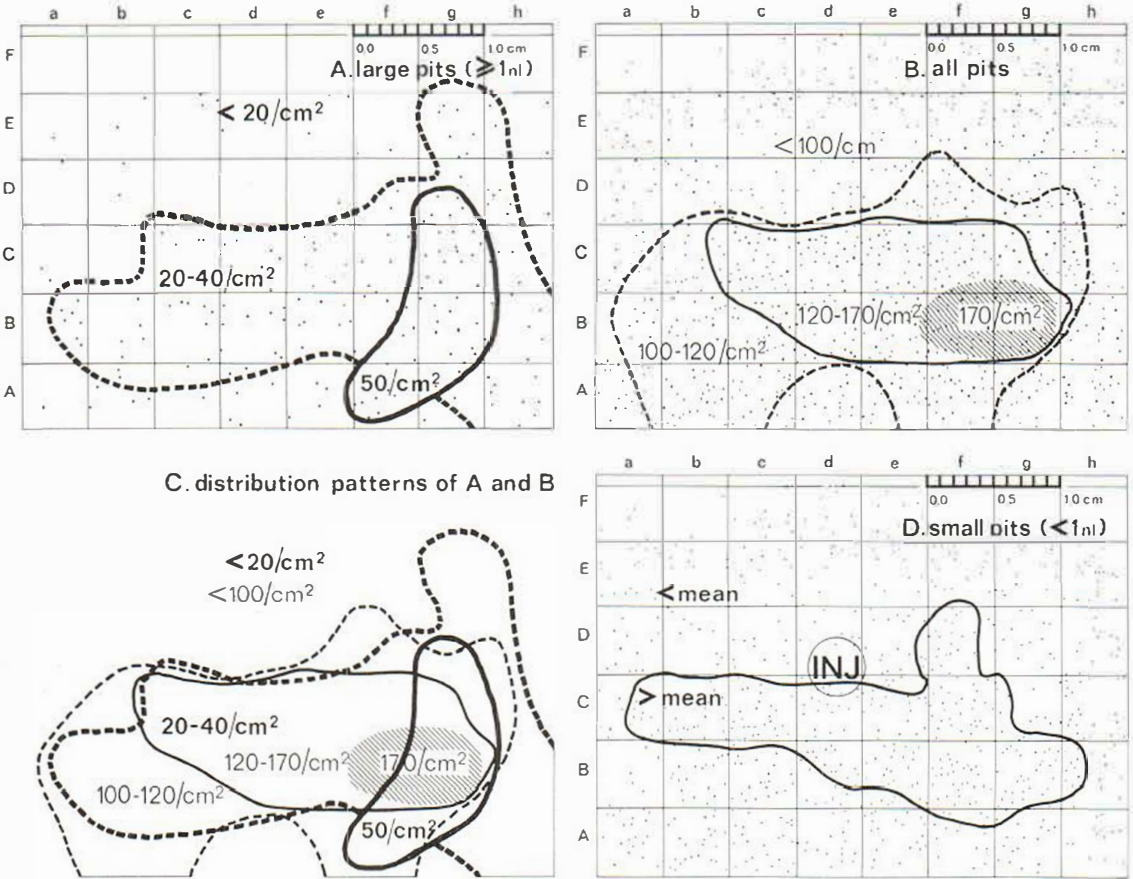 a b c d e f g h
0.0 0.5 1.0 cm
A. large pits (≥1nl)
F
E
D
C
B
A
< 20/cm²
20-40/cm²
50/cm²
a b c d e f g h
0.0 0.5 1.0 cm
B. all pits
F
E
D
C
B
A
<100/cm
120-170/cm²
170/cm²
100-120/cm²
C. distribution patterns of A and B
<20/cm²
<100/cm²
20-40/cm²
120-170/cm²
170/cm²
100-120/cm²
50/cm²
a b c d e f g h
0.0 0.5 1.0 cm
D. small pits (<1nl)
F
E
D
C
B
A
< mean
INJ
> mean